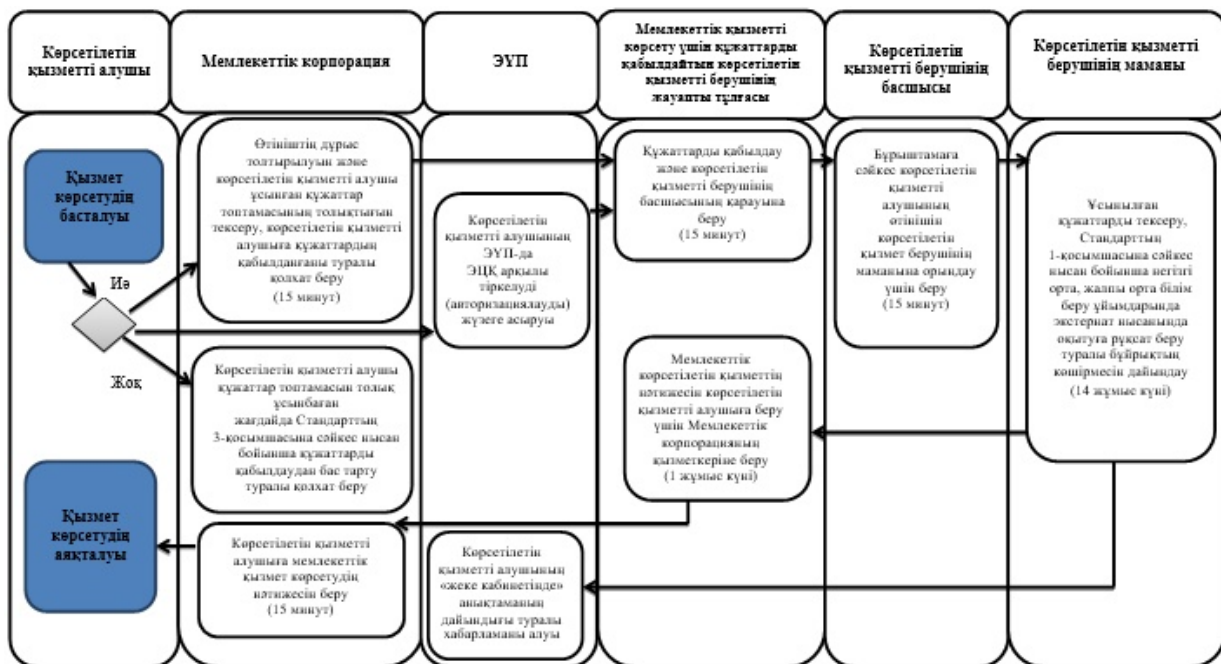 Көрсетілетін
қызметті алушы
Мемлекеттік корпорация
ЭҮП
Мемлекеттік қызметті
көрсету үшін құжаттарды
қабылдайтын көрсетілетін
қызметті берушінің
жауапты тұлғасы
Көрсетілетін
қызметті берушінің
басшысы
Көрсетілетін қызметті
берушінің маманы
Қызмет
көрсетудің
басталуы
Иә
Жоқ
Қызмет
көрсетудің
аяқталуы
Өтініштің дұрыс
толтырылуын және
көрсетілетін қызметті алушы
ұсынған құжаттар
топтамасының толықтығын
тексеру, көрсетілетін қызметті
алушыға құжаттардың
қабылданғаны туралы
қолхат беру
(15 минут)
Көрсетілетін қызметті алушы
құжаттар топтамасын толық
ұсынбаған
жағдайда Стандарттың
3-қосымшасына сәйкес нысан
бойынша құжаттарды
қабылдаудан бас тарту
туралы қолхат беру
Көрсетілетін қызметті
алушыға мемлекеттік
қызмет көрсетудің
нәтижесін беру
(15 минут)
Көрсетілетін
қызметті алушының
ЭҮП-да
ЭЦҚ арқылы
тіркелуді
(авторизациялауды)
жүзеге асыруы
Көрсетілетін
қызметті алушының
«жеке кабинетінде»
анықтаманың
дайындығы туралы
хабарламаны алуы
Құжаттарды қабылдау
және көрсетілетін
қызметті берушінің
басшысының қарауына
беру
(15 минут)
Мемлекеттік
көрсетілетін қызметтің
нәтижесін көрсетілетін
қызметті алушыға беру
үшін Мемлекеттік
корпорацияның
қызметкеріне беру
(1 жұмыс күні)
Бұрыштамаға
сәйкес көрсетілетін
қызметті
алушының
өтінішін
көрсетілетін
қызмет берушінің
маманына орындау
үшін беру
(15 минут)
Ұсынылған
құжаттарды тексеру,
Стандарттың
1-қосымшасына сәйкес
нысан бойынша негізгі
орта, жалпы орта білім
беру ұйымдарында
экстернат нысанында
оқытуға рұқсат беру
туралы бұйрықтың
көшірмесін дайындау
(14 жұмыс күні)